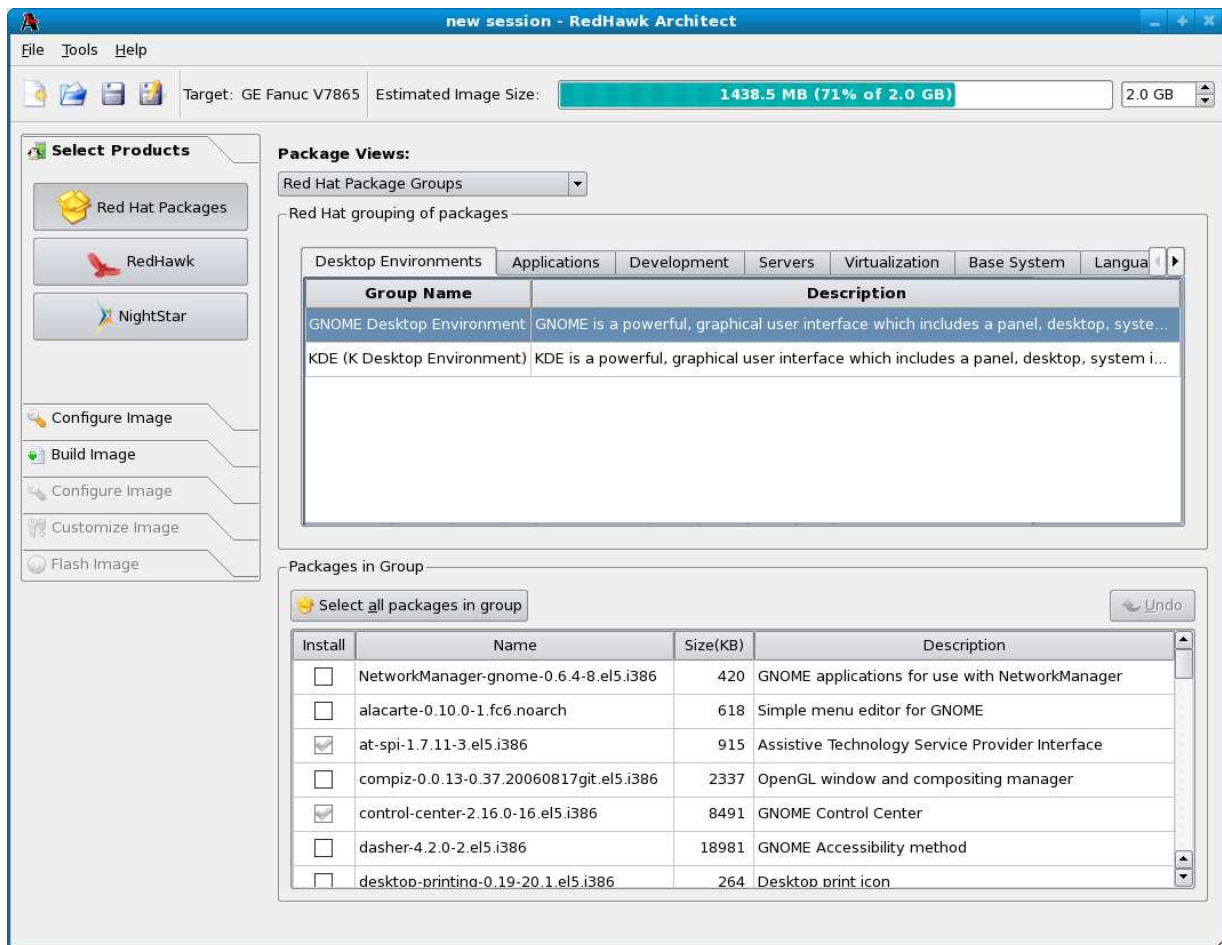 new session - RedHawk Architect
File Tools Help
Target: GE Fanuc V7865 Estimated Image Size: 1438.5 MB (71% of 2.0 GB) 2.0 GB
Select Products
Red Hat Packages
RedHawk
NightStar
Configure Image
Build Image
Configure Image
Customize Image
Flash Image
Package Views:
Red Hat Package Groups
Red Hat grouping of packages
Desktop Environments Applications Development Servers Virtualization Base System Langua
Group Name Description
GNOME Desktop Environment GNOME is a powerful, graphical user interface which includes a panel, desktop, syste...
KDE (K Desktop Environment) KDE is a powerful, graphical user interface which includes a panel, desktop, system i...
Packages in Group
Select all packages in group Undo
Install Name Size(KB) Description
NetworkManager-gnome-0.6.4-8.el5.i386 420 GNOME applications for use with NetworkManager
alacarte-0.10.0-1.fc6.noarch 618 Simple menu editor for GNOME
at-spi-1.7.11-3.el5.i386 915 Assistive Technology Service Provider Interface
compiz-0.0.13-0.37.20060817git.el5.i386 2337 OpenGL window and compositing manager
control-center-2.16.0-16.el5.i386 8491 GNOME Control Center
dasher-4.2.0-2.el5.i386 18981 GNOME Accessibility method
desktop-printing-0.19-20.1.el5.i386 264 Desktop print icon